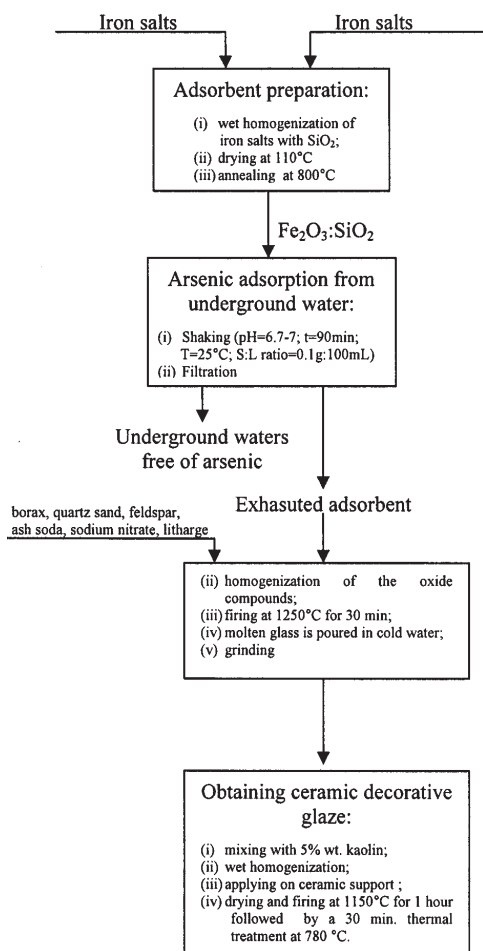 Iron salts
Iron salts
Adsorbent preparation:
(i) wet homogenization of
iron salts with SiO₂;
(ii) drying at 110°C
(iii) annealing at 800°C
Fe₂O₃:SiO₂
Arsenic adsorption from
underground water:
(i) Shaking (pH=6.7-7; t=90min;
T=25°C; S:L ratio=0.1g:100mL)
(ii) Filtration
Underground waters
free of arsenic
Exhasuted adsorbent
borax, quartz sand, feldspar,
ash soda, sodium nitrate, litharge
(ii) homogenization of the oxide
compounds;
(iii) firing at 1250°C for 30 min;
(iv) molten glass is poured in cold water;
(v) grinding
Obtaining ceramic decorative
glaze:
(i) mixing with 5% wt. kaolin;
(ii) wet homogenization;
(iii) applying on ceramic support ;
(iv) drying and firing at 1150°C for 1 hour
followed by a 30 min. thermal
treatment at 780 °C.